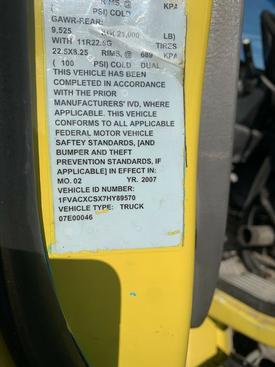 RIMS, @ KPA
PSI) COLD
GAWR-REAR:
9,525 KG( 21,000 LB)
WITH 11R22.5G TIRES
22.5X8.25 RIMS, @ 689 KPA
( 100 PSI) COLD DUAL
THIS VEHICLE HAS BEEN
COMPLETED IN ACCORDANCE
WITH THE PRIOR
MANUFACTURERS' IVD, WHERE
APPLICABLE. THIS VEHICLE
CONFORMS TO ALL APPLICABLE
FEDERAL MOTOR VEHICLE
SAFTEY STANDARDS, [AND
BUMPER AND THEFT
PREVENTION STANDARDS, IF
APPLICABLE] IN EFFECT IN:
MO. 02 YR. 2007
VEHICLE ID NUMBER:
1FVACXCSX7HY89570
VEHICLE TYPE: TRUCK
07E00046